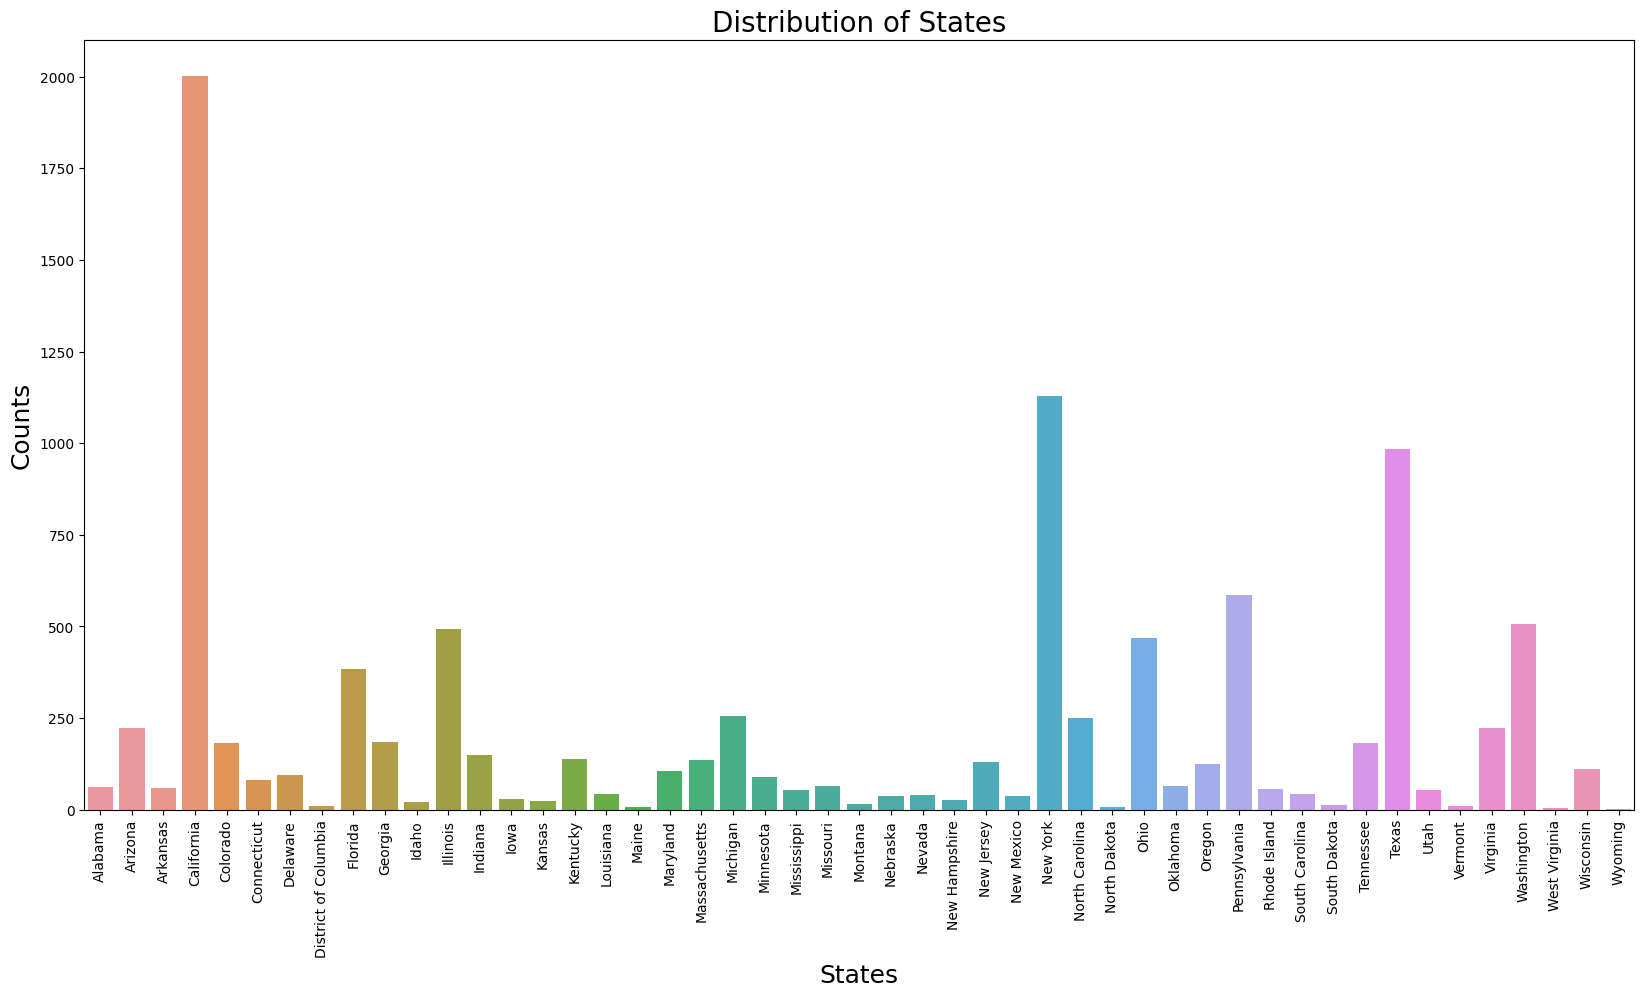 Distribution of States
2000
1750
1500
1250
1000
750
500
250
0
Counts
Alabama
Arizona
Arkansas
California
Colorado
Connecticut
Delaware
District of Columbia
Florida
Georgia
Idaho
Illinois
Indiana
Iowa
Kansas
Kentucky
Louisiana
Maine
Maryland
Massachusetts
Michigan
Minnesota
Mississippi
Missouri
Montana
Nebraska
Nevada
New Hampshire
New Jersey
New Mexico
New York
North Carolina
North Dakota
Ohio
Oklahoma
Oregon
Pennsylvania
Rhode Island
South Carolina
South Dakota
Tennessee
Texas
Utah
Vermont
Virginia
Washington
West Virginia
Wisconsin
Wyoming
States